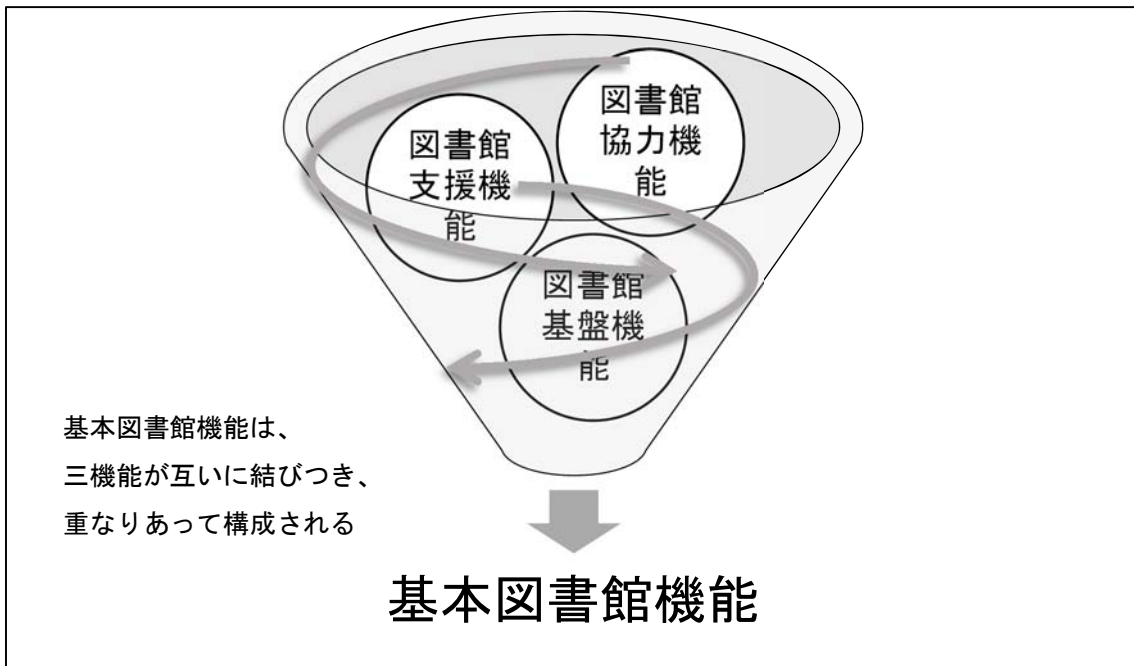 図書館
協力機
能
図書館
支援機
能
図書館
基盤機
能
基本図書館機能は、
三機能が互いに結びつき、
重なりあって構成される
基本図書館機能